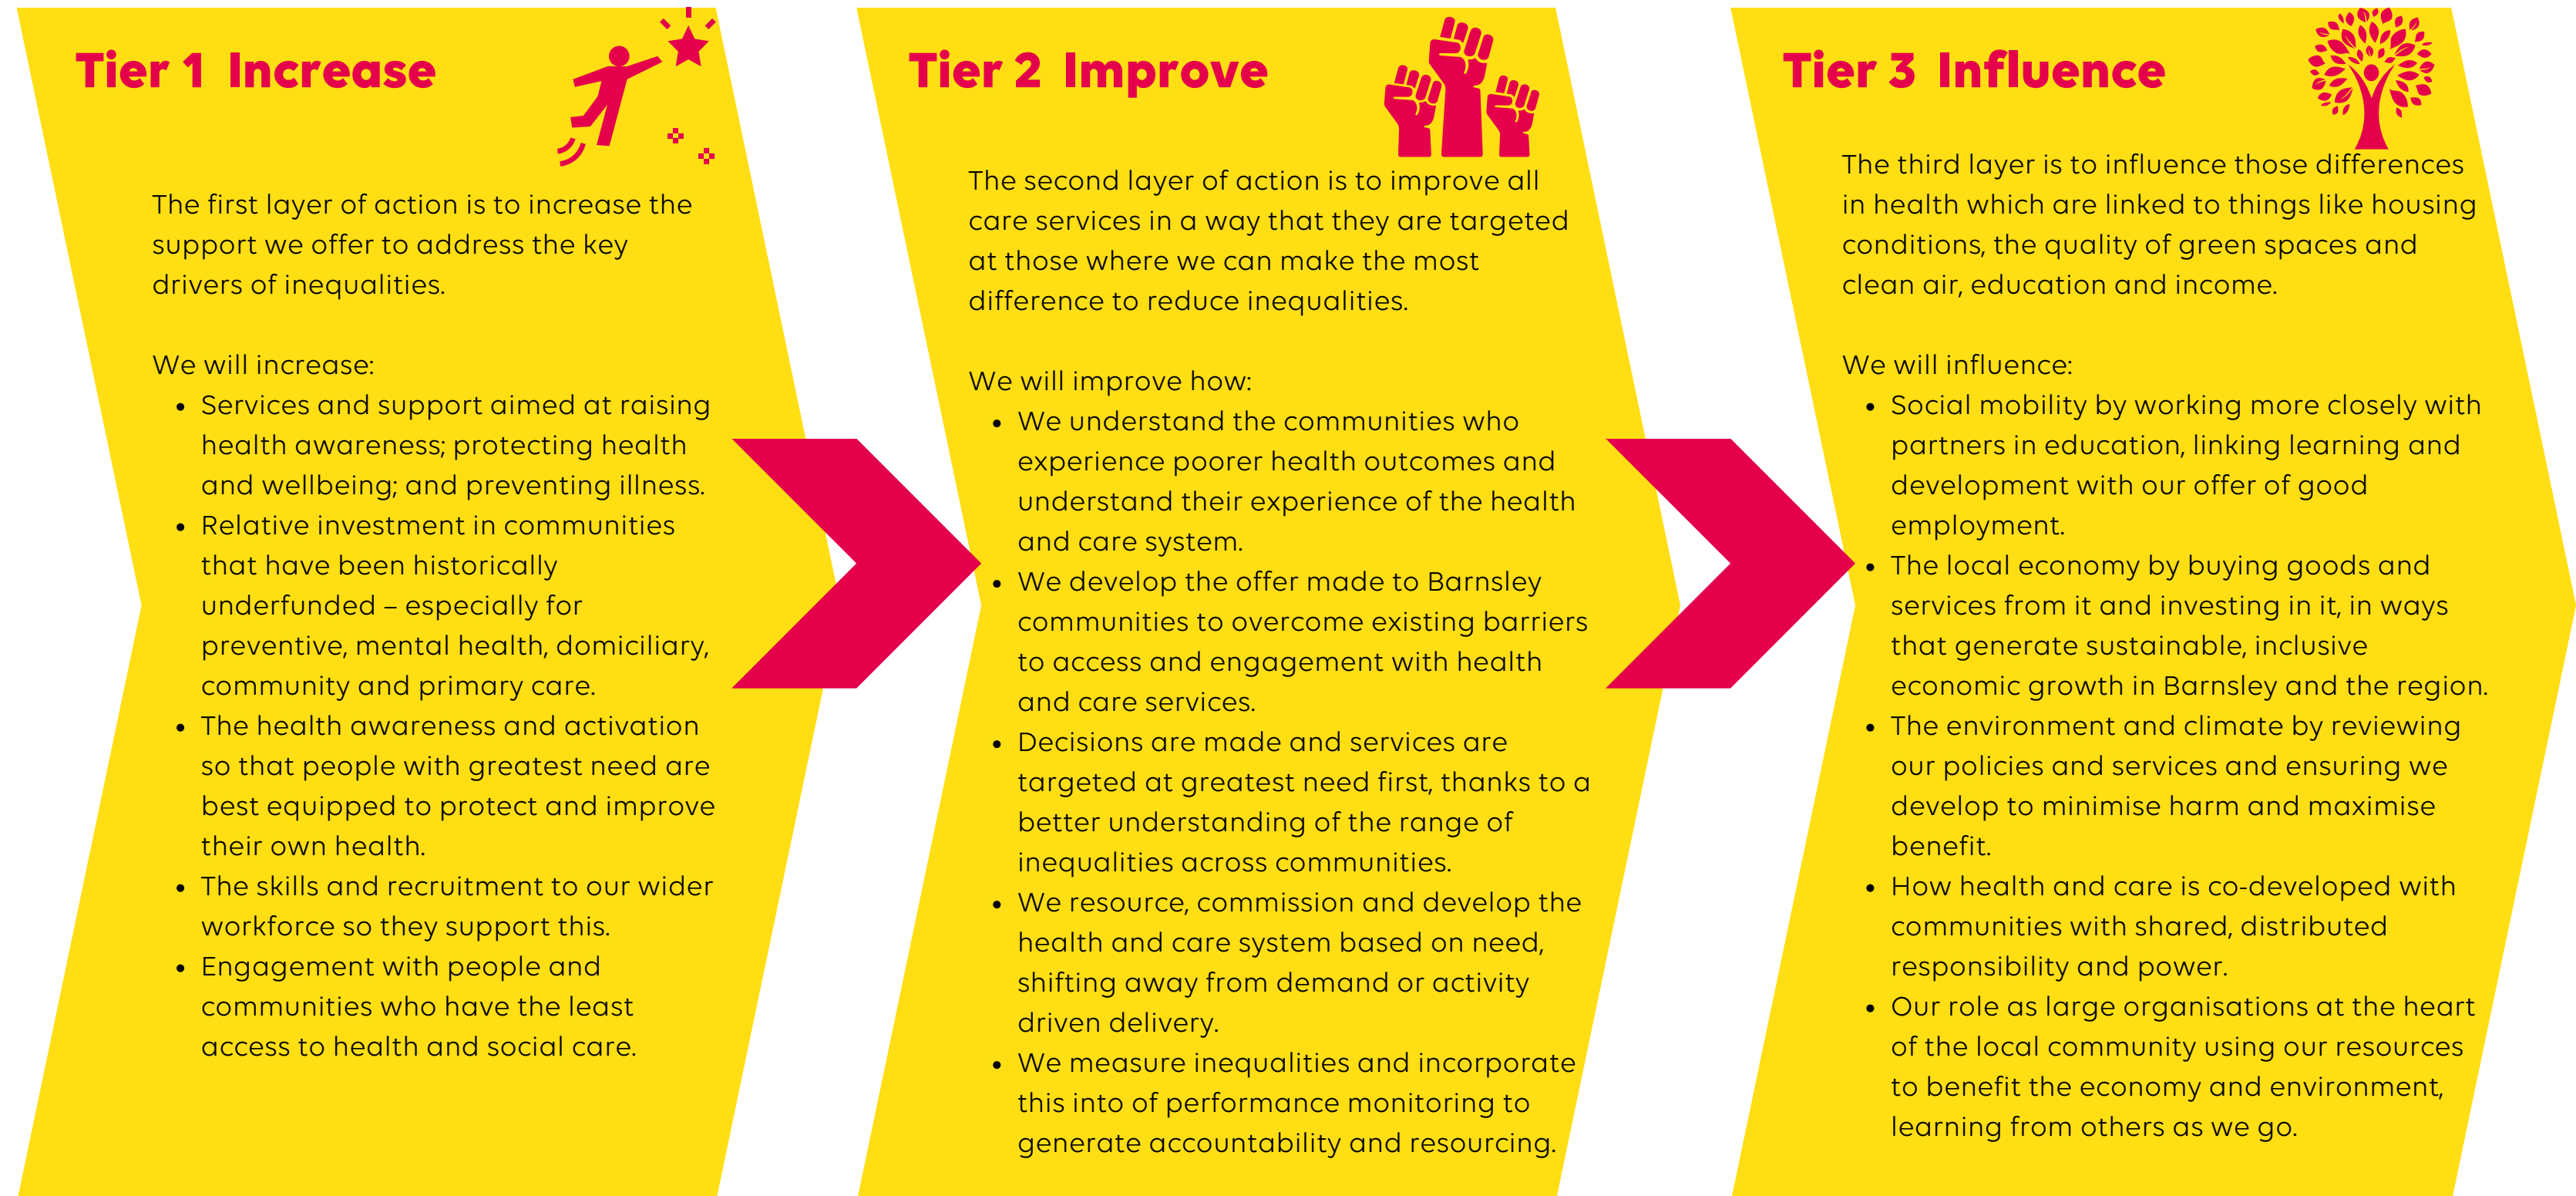 Tier 1 Increase
The first layer of action is to increase the
support we offer to address the key
drivers of inequalities.
We will increase:
• Services and support aimed at raising
health awareness; protecting health
and wellbeing; and preventing illness.
• Relative investment in communities
that have been historically
underfunded – especially for
preventive, mental health, domiciliary,
community and primary care.
• The health awareness and activation
so that people with greatest need are
best equipped to protect and improve
their own health.
• The skills and recruitment to our wider
workforce so they support this.
• Engagement with people and
communities who have the least
access to health and social care.
Tier 2 Improve
The second layer of action is to improve all
care services in a way that they are targeted
at those where we can make the most
difference to reduce inequalities.
We will improve how:
• We understand the communities who
experience poorer health outcomes and
understand their experience of the health
and care system.
• We develop the offer made to Barnsley
communities to overcome existing barriers
to access and engagement with health
and care services.
• Decisions are made and services are
targeted at greatest need first, thanks to a
better understanding of the range of
inequalities across communities.
• We resource, commission and develop the
health and care system based on need,
shifting away from demand or activity
driven delivery.
• We measure inequalities and incorporate
this into of performance monitoring to
generate accountability and resourcing.
Tier 3 Influence
The third layer is to influence those differences
in health which are linked to things like housing
conditions, the quality of green spaces and
clean air, education and income.
We will influence:
• Social mobility by working more closely with
partners in education, linking learning and
development with our offer of good
employment.
• The local economy by buying goods and
services from it and investing in it, in ways
that generate sustainable, inclusive
economic growth in Barnsley and the region.
• The environment and climate by reviewing
our policies and services and ensuring we
develop to minimise harm and maximise
benefit.
• How health and care is co-developed with
communities with shared, distributed
responsibility and power.
• Our role as large organisations at the heart
of the local community using our resources
to benefit the economy and environment,
learning from others as we go.